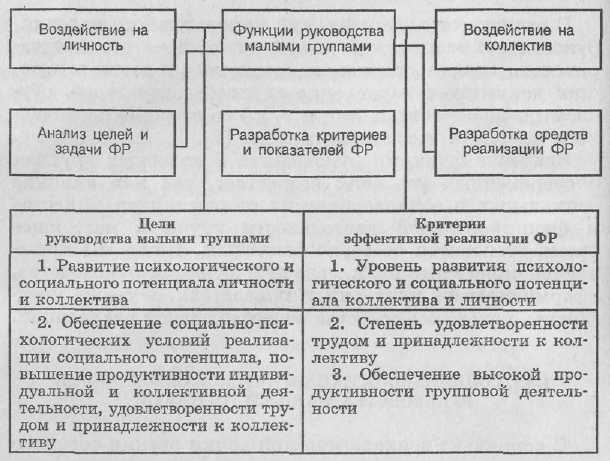 Воздействие на
личность
Функции руководства
малыми группами
Воздействие на
коллектив
Анализ целей и
задачи ФР
Разработка критериев
и показателей ФР
Разработка средств
реализации ФР
Цели
руководства малыми группами
Критерии
эффективной реализации ФР
1. Развитие психологического и
социального потенциала личности
и коллектива
1. Уровень развития психоло-
гического и социального потенци-
ала коллектива и личности
2. Обеспечение социально-пси-
хологических условий реализа-
ции социального потенциала, по-
вышение продуктивности индиви-
дуальной и коллективной дея-
тельности, удовлетворенности тру-
дом и принадлежности к коллек-
тиву
2. Степень удовлетворенности
трудом и принадлежности к кол-
лективу
3. Обеспечение высокой про-
дуктивности групповой деятель-
ности